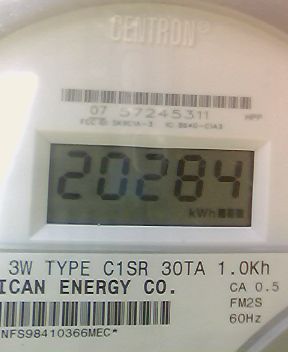 CENTRON®
07 57245311
HPP
20284
kWh
3W TYPE C1SR 30TA 1.0Kh
ICAN ENERGY CO.
CA 0.5
FM2S
60Hz
NFS98410366MEC*